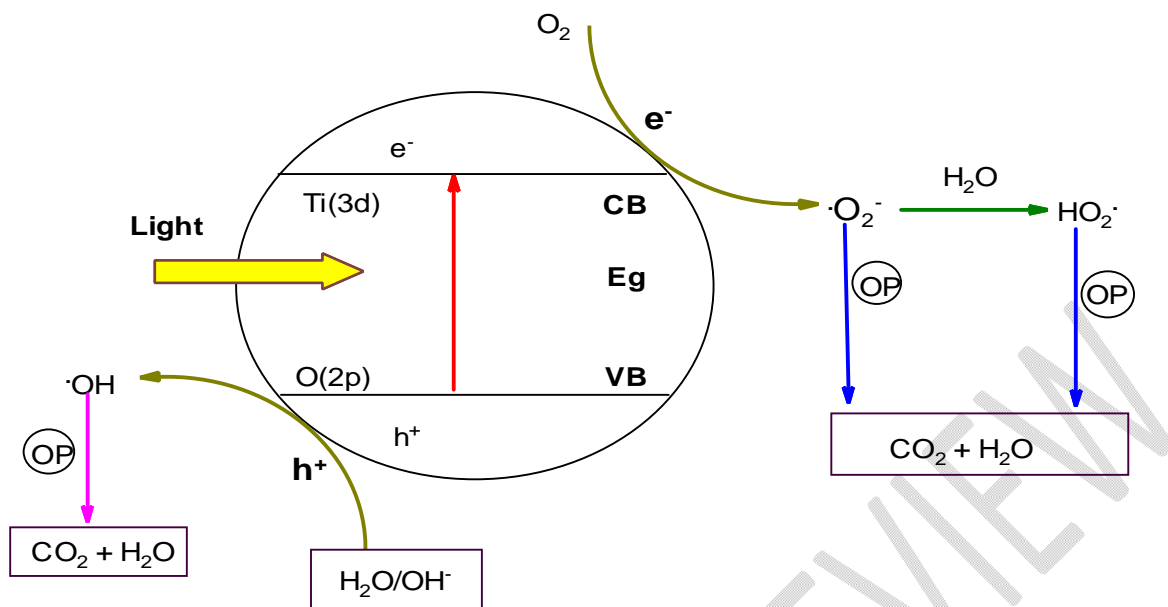 O₂
e⁻
e⁻
Ti(3d)
CB
H₂O
·O₂⁻
HO₂·
Light
Eg
OP
OP
O(2p)
VB
·OH
h⁺
CO₂ + H₂O
OP
h⁺
CO₂ + H₂O
H₂O/OH⁻